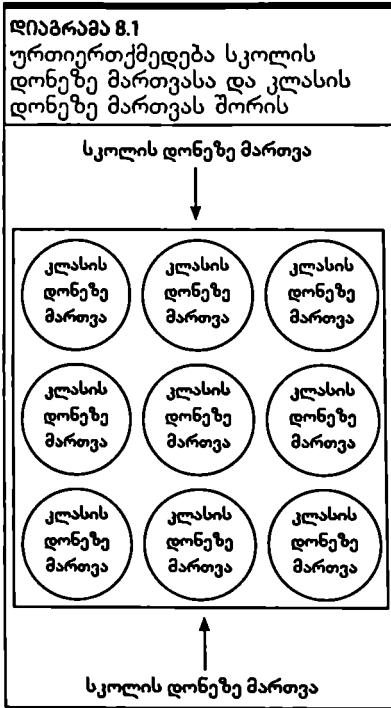 დიაგრამა 8.1
ურთიერთქმედება სკოლის
დონეზე მართვასა და კლასის
დონეზე მართვას შორის
სკოლის დონეზე მართვა
კლასის
დონეზე
მართვა
კლასის
დონეზე
მართვა
კლასის
დონეზე
მართვა
კლასის
დონეზე
მართვა
კლასის
დონეზე
მართვა
კლასის
დონეზე
მართვა
კლასის
დონეზე
მართვა
კლასის
დონეზე
მართვა
კლასის
დონეზე
მართვა
სკოლის დონეზე მართვა